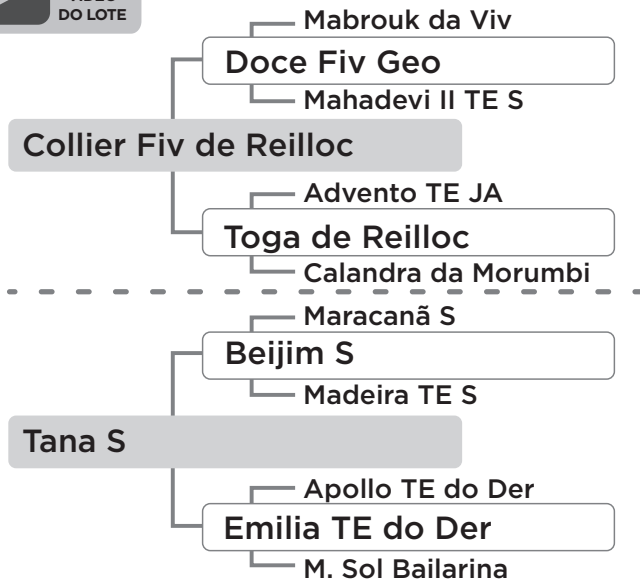 DO LOTE
Mabrouk da Viv
Doce Fiv Geo
Mahadevi II TE S
Collier Fiv de Reilloc
Advento TE JA
Toga de Reilloc
Calandra da Morumbi
Maracanã S
Beijim S
Madeira TE S
Tana S
Apollo TE do Der
Emilia TE do Der
M. Sol Bailarina